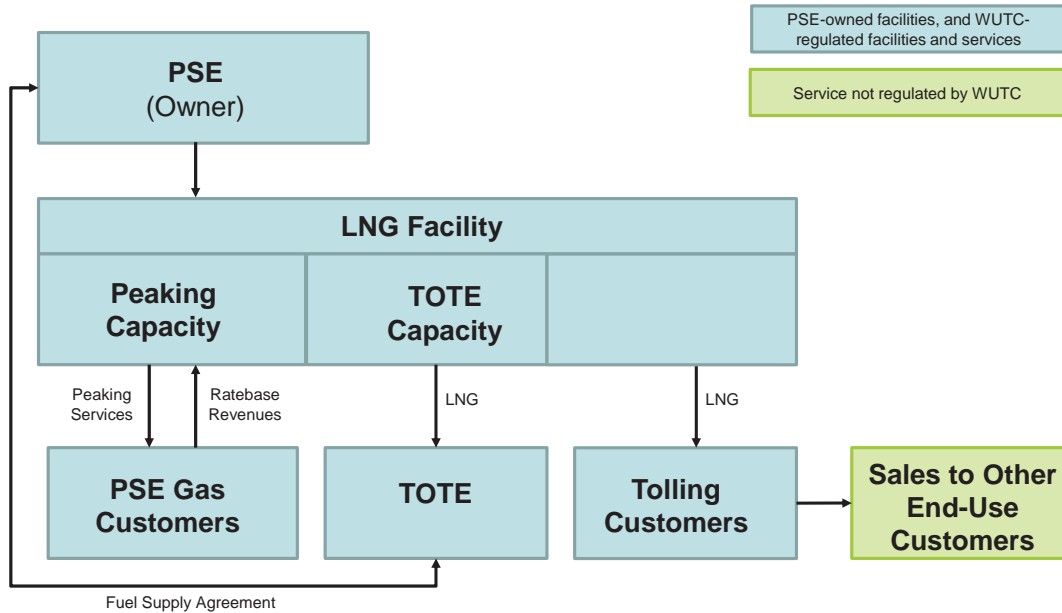 PSE-owned facilities, and WUTC-
regulated facilities and services
PSE
(Owner)
Service not regulated by WUTC
LNG Facility
Peaking
Capacity
TOTE
Capacity
Peaking
Services
Ratebase
Revenues
LNG
LNG
PSE Gas
Customers
TOTE
Tolling
Customers
Sales to Other
End-Use
Customers
Fuel Supply Agreement